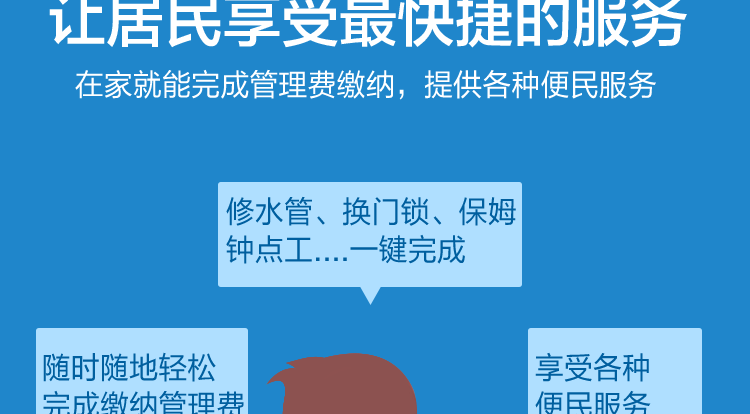 让居民享受最快捷的服务
在家就能完成管理费缴纳，提供各种便民服务
修水管、换门锁、保姆
钟点工....一键完成
随时随地轻松
完成缴纳管理费
享受各种
便民服务